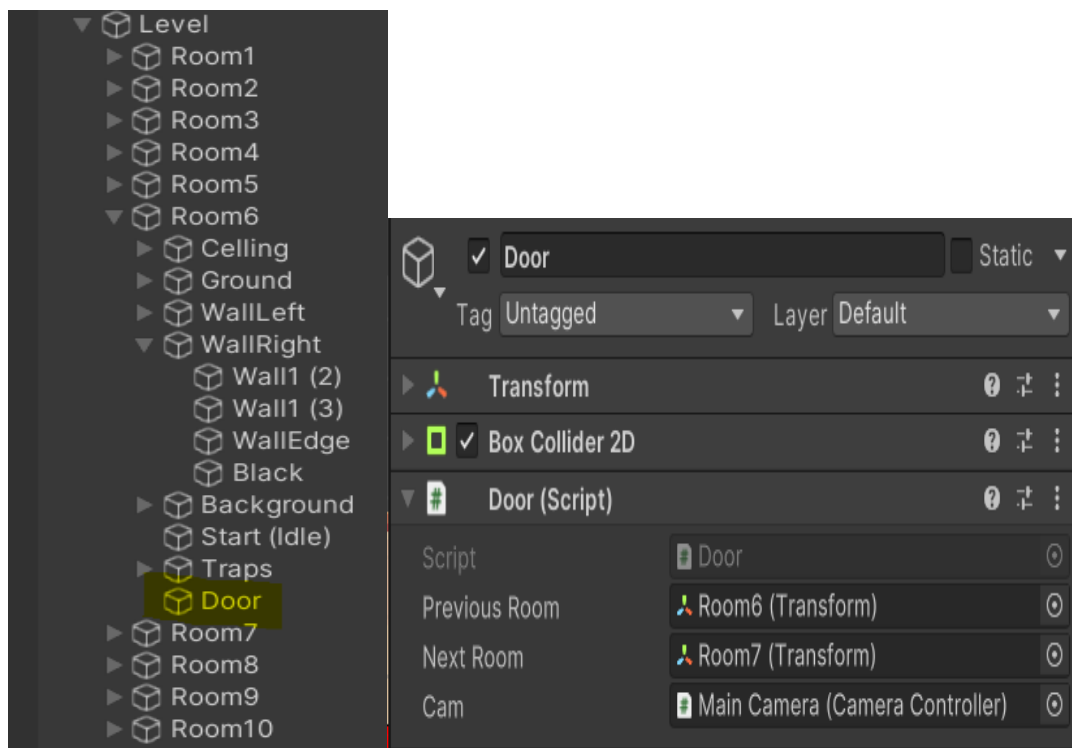 Level
Room1
Room2
Room3
Room4
Room5
Room6
Celling
Ground
WallLeft
WallRight
Wall1 (2)
Wall1 (3)
WallEdge
Black
Background
Start (Idle)
Traps
Door
Room7
Room8
Room9
Room10
Door Static
Tag Untagged Layer Default
Transform
Box Collider 2D
# Door (Script)
Script # Door
Previous Room Room6 (Transform)
Next Room Room7 (Transform)
Cam # Main Camera (Camera Controller)